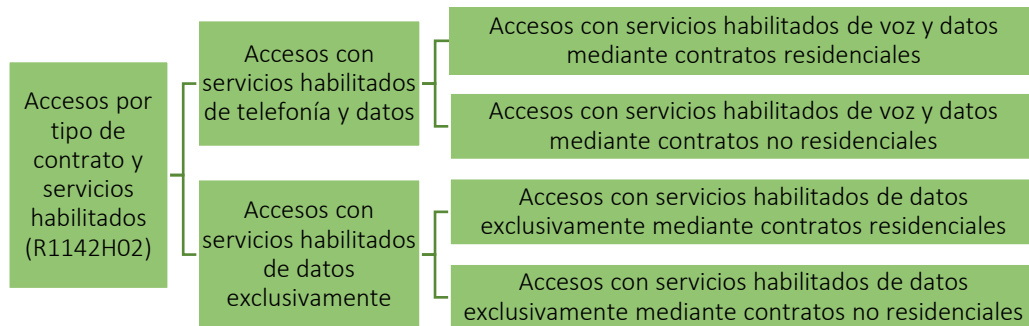 Accesos por
tipo de
contrato y
servicios
habilitados
(R1142H02)
Accesos con
servicios habilitados
de telefonía y datos
Accesos con servicios habilitados de voz y datos
mediante contratos residenciales
Accesos con servicios habilitados de voz y datos
mediante contratos no residenciales
Accesos con
servicios habilitados
de datos
exclusivamente
Accesos con servicios habilitados de datos
exclusivamente mediante contratos residenciales
Accesos con servicios habilitados de datos
exclusivamente mediante contratos no residenciales